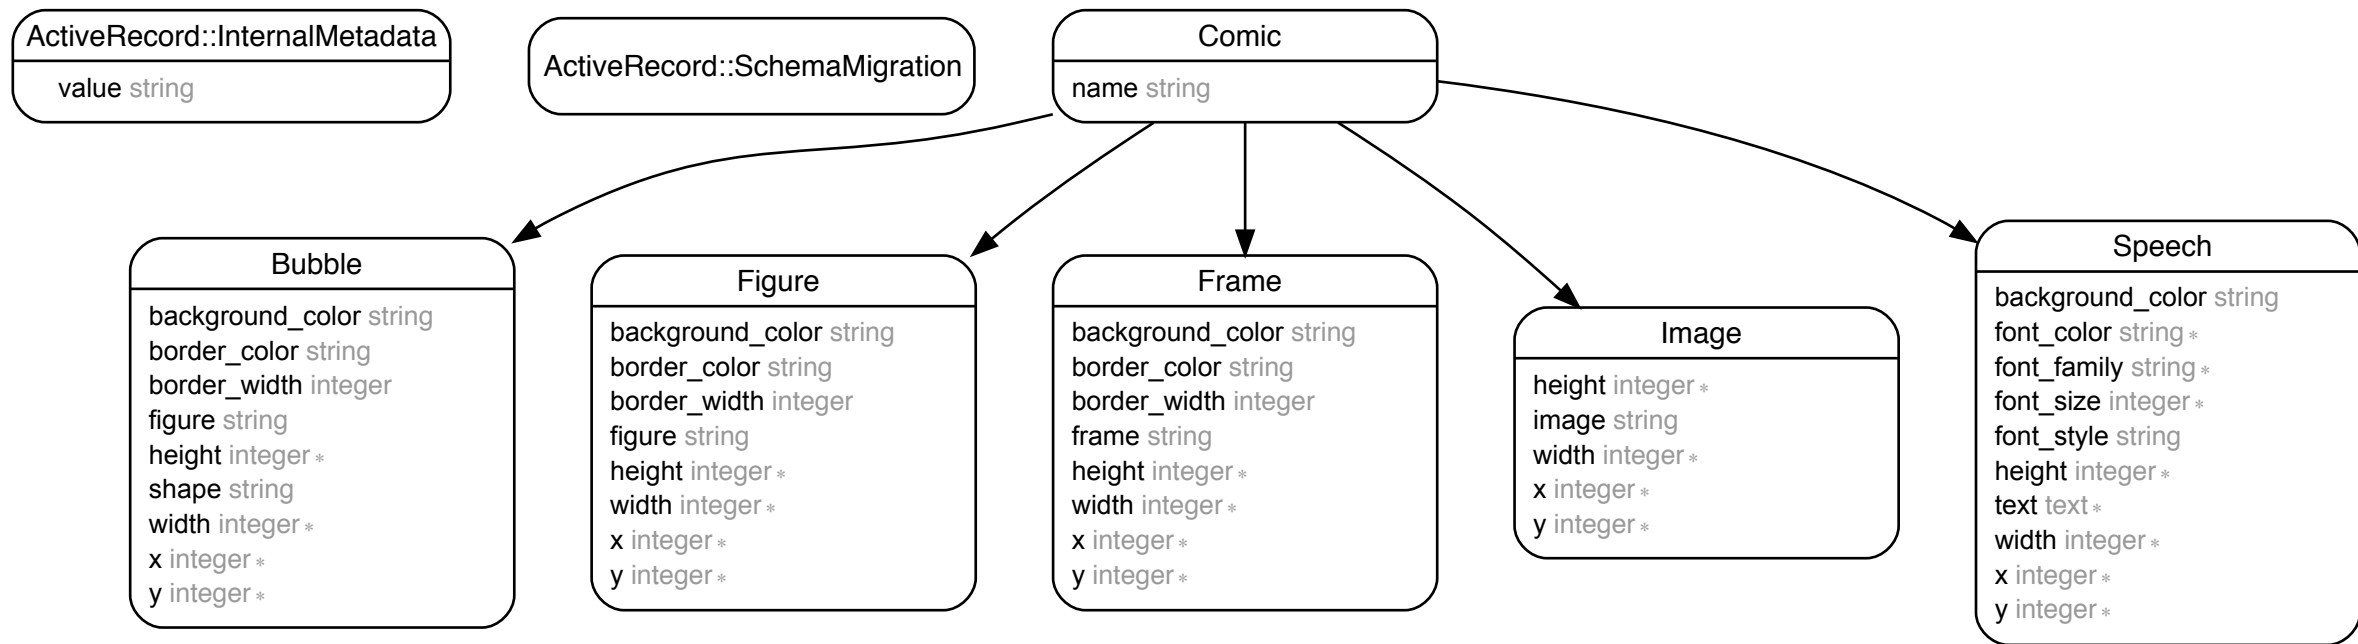 ActiveRecord::InternalMetadata
value string
ActiveRecord::SchemaMigration
Comic
name string
Bubble
background_color string
border_color string
border_width integer
figure string
height integer *
shape string
width integer *
x integer *
y integer *
Figure
background_color string
border_color string
border_width integer
figure string
height integer *
width integer *
x integer *
y integer *
Frame
background_color string
border_color string
border_width integer
frame string
height integer *
width integer *
x integer *
y integer *
Image
height integer *
image string
width integer *
x integer *
y integer *
Speech
background_color string
font_color string *
font_family string *
font_size integer *
font_style string
height integer *
text text *
width integer *
x integer *
y integer *